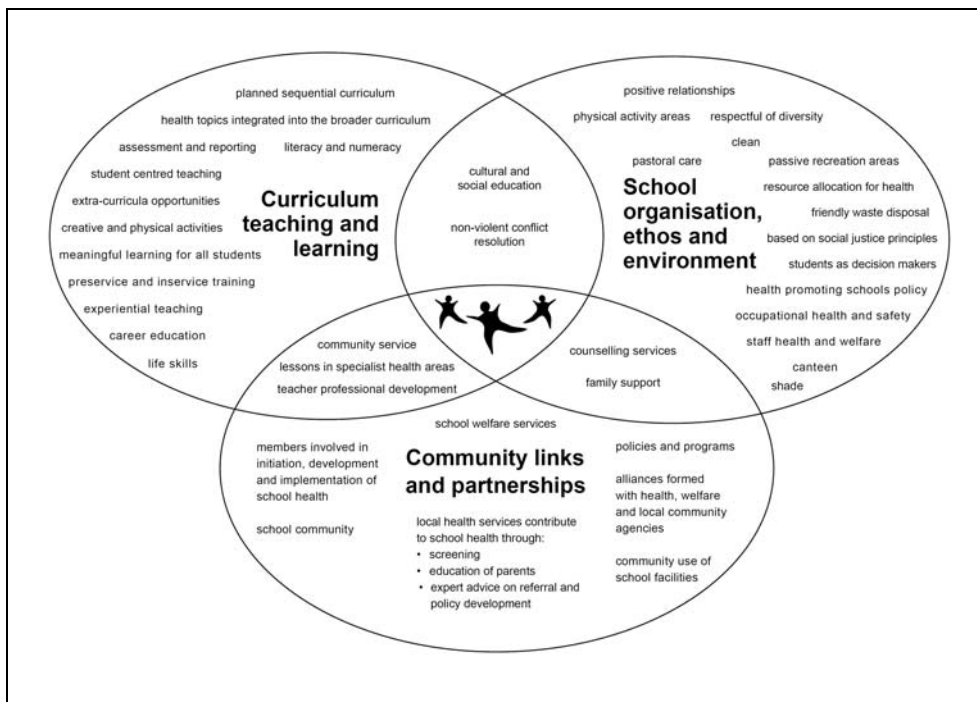 planned sequential curriculum
health topics integrated into the broader curriculum
assessment and reporting
literacy and numeracy
student centred teaching
extra-curricula opportunities
creative and physical activities
meaningful learning for all students
preservice and inservice training
experiential teaching
career education
life skills
Curriculum
teaching and
learning
cultural and
social education
non-violent conflict
resolution
positive relationships
physical activity areas
respectful of diversity
clean
pastoral care
passive recreation areas
School
organisation,
ethos and
environment
resource allocation for health
friendly waste disposal
based on social justice principles
students as decision makers
health promoting schools policy
occupational health and safety
staff health and welfare
canteen
shade
community service
lessons in specialist health areas
teacher professional development
counselling services
family support
school welfare services
Community links
and partnerships
members involved in
initiation, development
and implementation of
school health
school community
local health services contribute
to school health through:
• screening
• education of parents
• expert advice on referral and
policy development
policies and programs
alliances formed
with health, welfare
and local community
agencies
community use of
school facilities